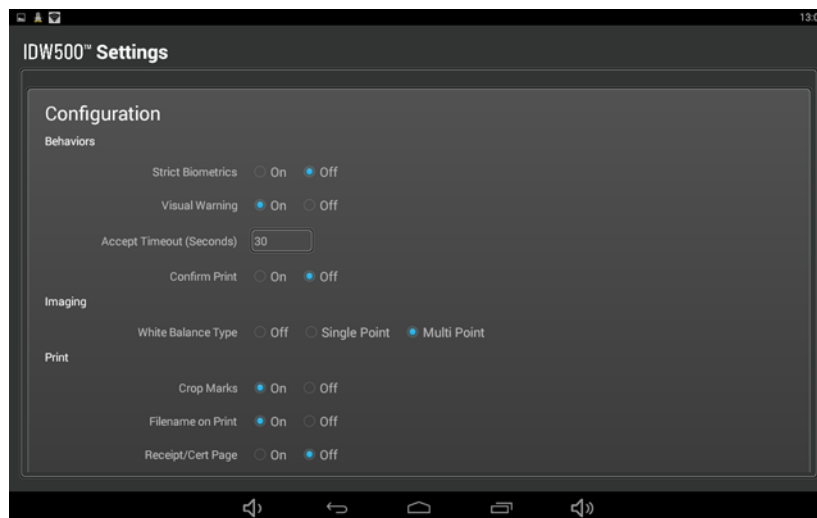 13:0
IDW500™ Settings
Configuration
Behaviors
Strict Biometrics On Off
Visual Warning On Off
Accept Timeout (Seconds) 30
Confirm Print On Off
Imaging
White Balance Type Off Single Point Multi Point
Print
Crop Marks On Off
Filename on Print On Off
Receipt/Cert Page On Off